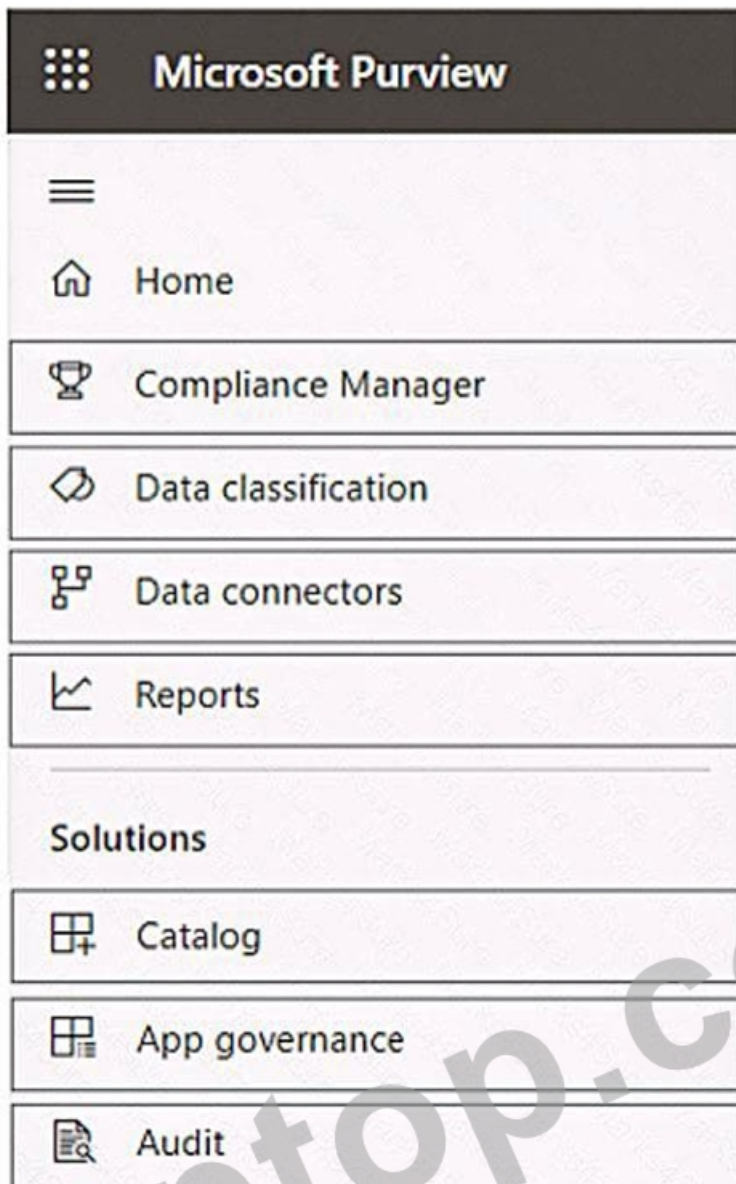 Microsoft Purview
Home
Compliance Manager
Data classification
Data connectors
Reports
Solutions
Catalog
App governance
Audit